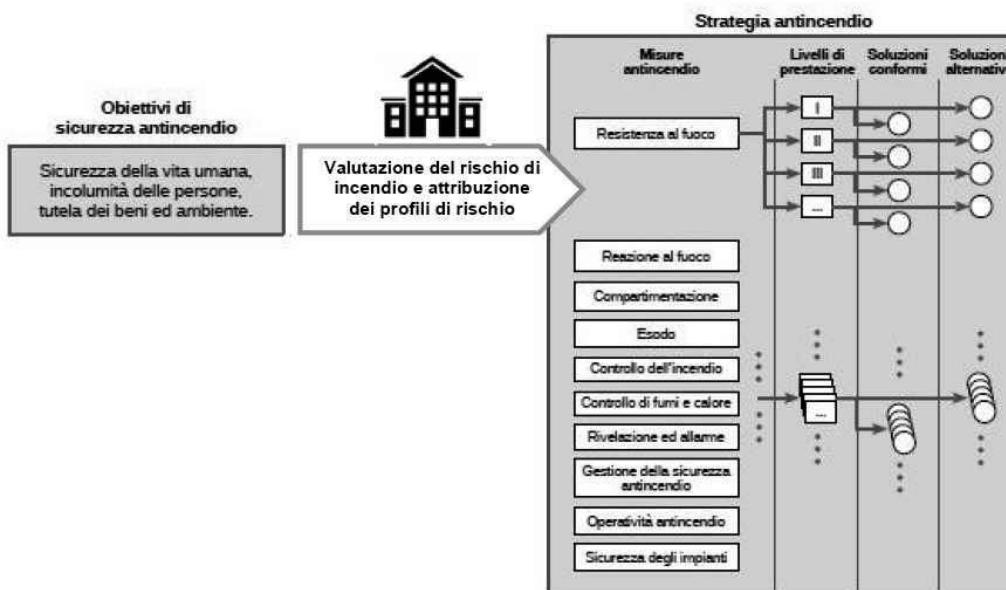 Strategia antincendio
Obiettivi di
sicurezza antincendio
Sicurezza della vita umana,
incolumità delle persone,
tutela dei beni ed ambiente.
Valutazione del rischio di
incendio e attribuzione
dei profili di rischio
Misure
antincendio
Livelli di
prestazione
Soluzioni
conformi
Soluzioni
alternative
Resistenza al fuoco
I
II
III
...
Reazione al fuoco
Compartimentazione
Esodo
Controllo dell'incendio
Controllo di fumi e calore
...
Rivelazione ed allarme
Gestione della sicurezza
antincendio
Operatività antincendio
Sicurezza degli impianti